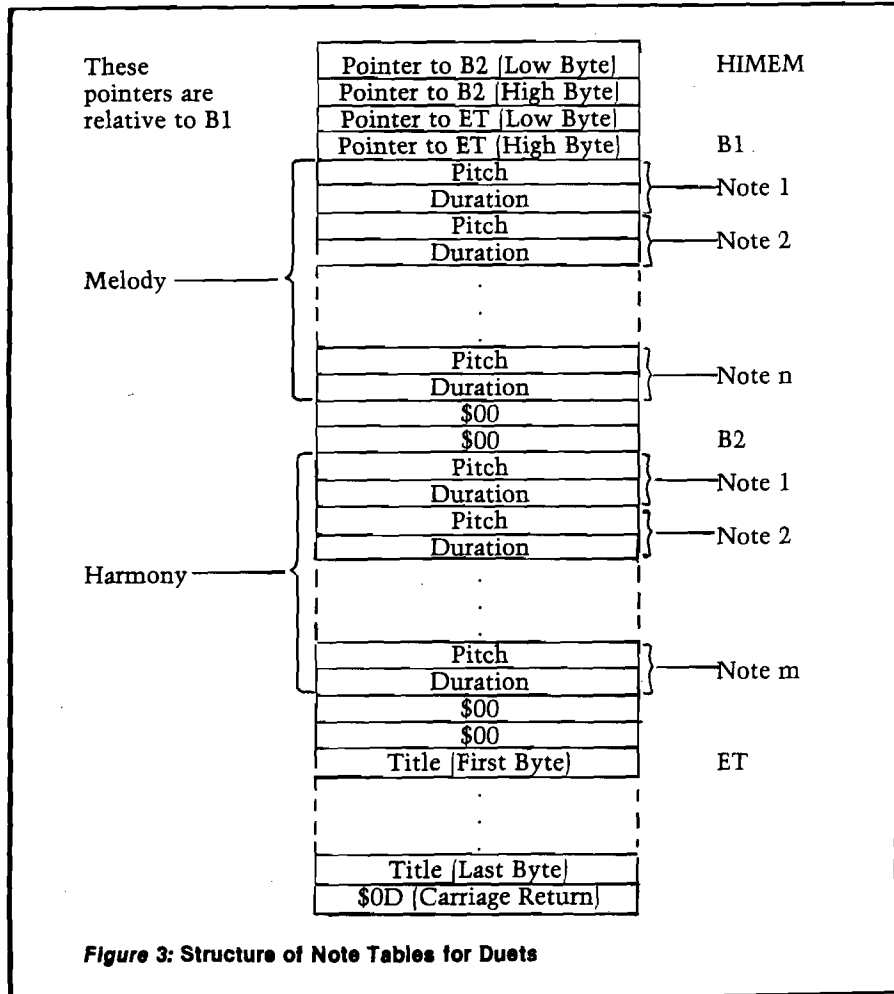 These
pointers are
relative to B1
Pointer to B2 (Low Byte) HIMEM
Pointer to B2 (High Byte)
Pointer to ET (Low Byte)
Pointer to ET (High Byte) B1
Pitch
Duration
Note 1
Pitch
Duration
Note 2
Melody
Pitch
Duration
Note n
$00
$00 B2
Pitch
Duration
Note 1
Pitch
Duration
Note 2
Harmony
Pitch
Duration
Note m
$00
$00
Title (First Byte) ET
Title (Last Byte)
$0D (Carriage Return)
Figure 3: Structure of Note Tables for Duets